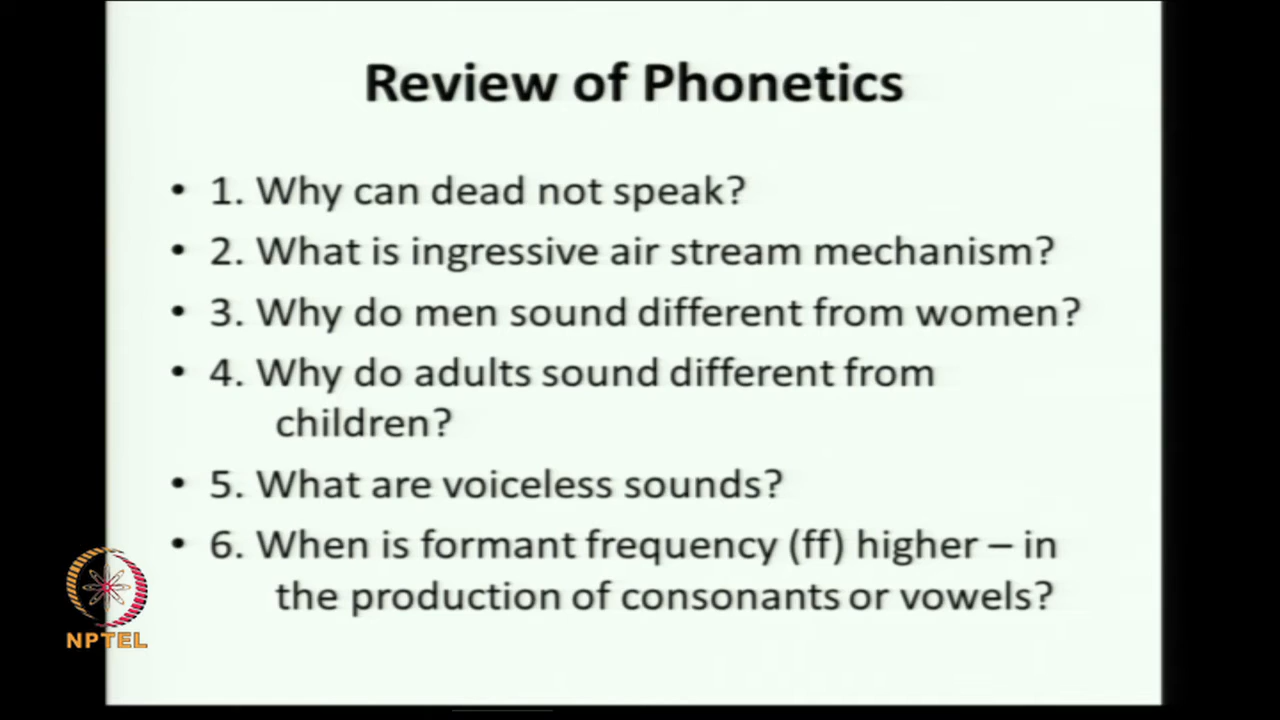 Review of Phonetics
• 1. Why can dead not speak?
• 2. What is ingressive air stream mechanism?
• 3. Why do men sound different from women?
• 4. Why do adults sound different from
children?
• 5. What are voiceless sounds?
• 6. When is formant frequency (ff) higher – in
the production of consonants or vowels?
NPTEL